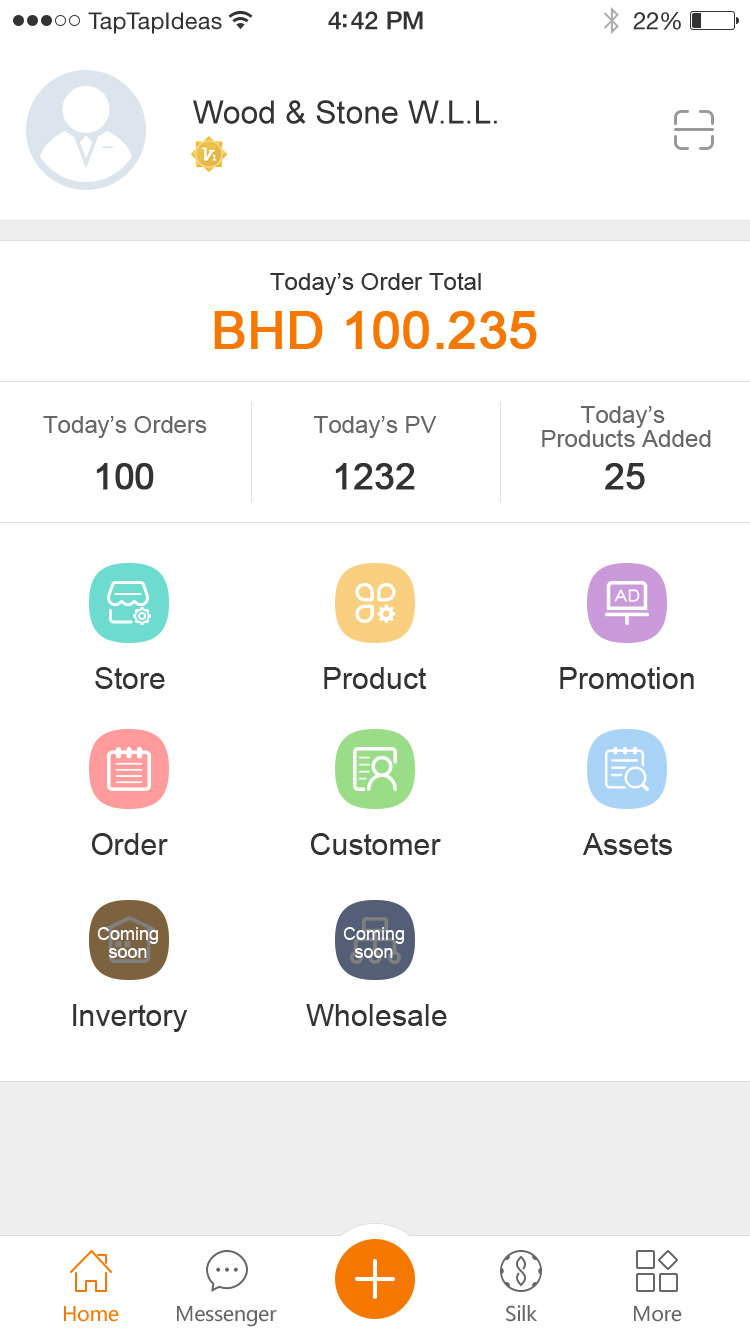 TapTapIdeas 4:42 PM 22%
Wood & Stone W.L.L.
V1
Today's Order Total
BHD 100.235
Today's Orders
100
Today's PV
1232
Today's
Products Added
25
Store
Product
AD
Promotion
Order
Customer
Assets
Coming
soon
Invertory
Coming
soon
Wholesale
Home
Messenger
Silk
More